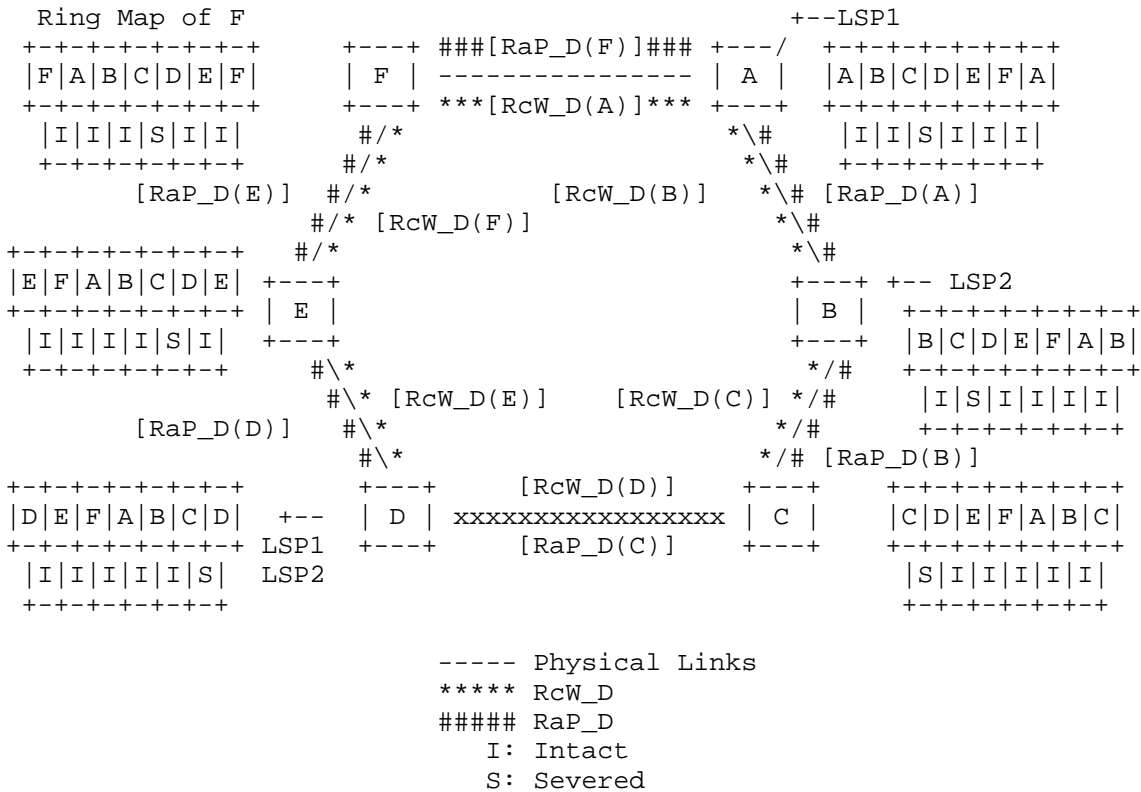 Ring Map of F                                   +--LSP1
 +-+-+-+-+-+-+-+      +---+ ###[RaP_D(F)]### +---/  +-+-+-+-+-+-+-+
 |F|A|B|C|D|E|F|      | F | ---------------- | A |  |A|B|C|D|E|F|A|
 +-+-+-+-+-+-+-+      +---+ ***[RcW_D(A)]*** +---+  +-+-+-+-+-+-+-+
  |I|I|I|S|I|I|        #/*                     *\#    |I|I|S|I|I|I|
  +-+-+-+-+-+-+       #/*                       *\#   +-+-+-+-+-+-+
        [RaP_D(E)]  #/*            [RcW_D(B)]   *\# [RaP_D(A)]
                   #/* [RcW_D(F)]                *\#
+-+-+-+-+-+-+-+   #/*                             *\#
|E|F|A|B|C|D|E| +---+                             +---+ +-- LSP2
+-+-+-+-+-+-+-+ | E |                             | B |  +-+-+-+-+-+-+-+
 |I|I|I|I|S|I|  +---+                             +---+  |B|C|D|E|F|A|B|
 +-+-+-+-+-+-+     #\*                             */#   +-+-+-+-+-+-+-+
                    #\* [RcW_D(E)]    [RcW_D(C)] */#     |I|S|I|I|I|I|
        [RaP_D(D)]   #\*                        */#      +-+-+-+-+-+-+
                      #\*                      */# [RaP_D(B)]
+-+-+-+-+-+-+-+       +---+     [RcW_D(D)]    +---+    +-+-+-+-+-+-+-+
|D|E|F|A|B|C|D|  +--  | D | xxxxxxxxxxxxxxxxx | C |    |C|D|E|F|A|B|C|
+-+-+-+-+-+-+-+ LSP1  +---+     [RaP_D(C)]    +---+    +-+-+-+-+-+-+-+
 |I|I|I|I|I|S|  LSP2                                    |S|I|I|I|I|I|
 +-+-+-+-+-+-+                                          +-+-+-+-+-+-+
----- Physical Links
***** RcW_D
##### RaP_D
   I: Intact
   S: Severed